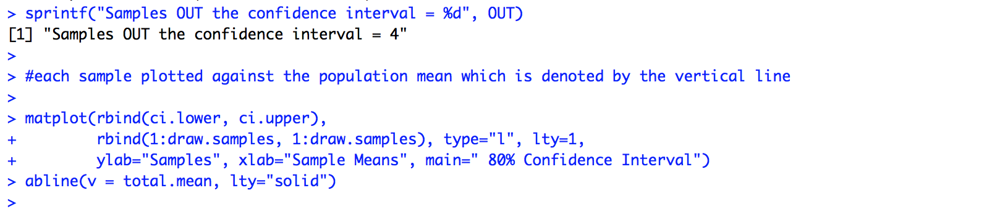 > sprintf("Samples OUT the confidence interval = %d", OUT)
[1] "Samples OUT the confidence interval = 4"
>
> #each sample plotted against the population mean which is denoted by the vertical line
>
> matplot(rbind(ci.lower, ci.upper),
+         rbind(1:draw.samples, 1:draw.samples), type="l", lty=1,
+         ylab="Samples", xlab="Sample Means", main=" 80% Confidence Interval")
> abline(v = total.mean, lty="solid")
>